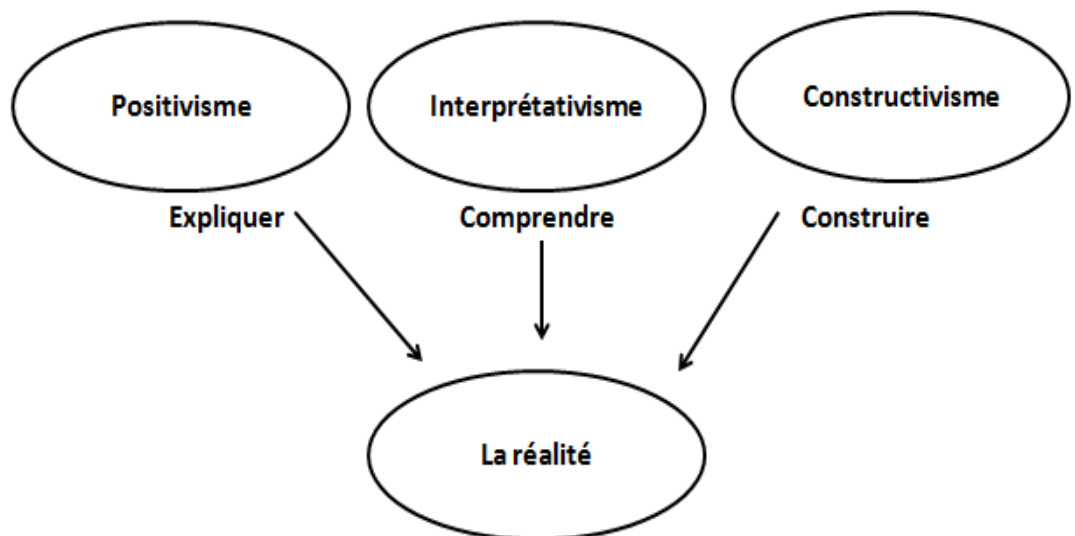 Positivisme
Interprétativisme
Constructivisme
Expliquer
Comprendre
Construire
La réalité